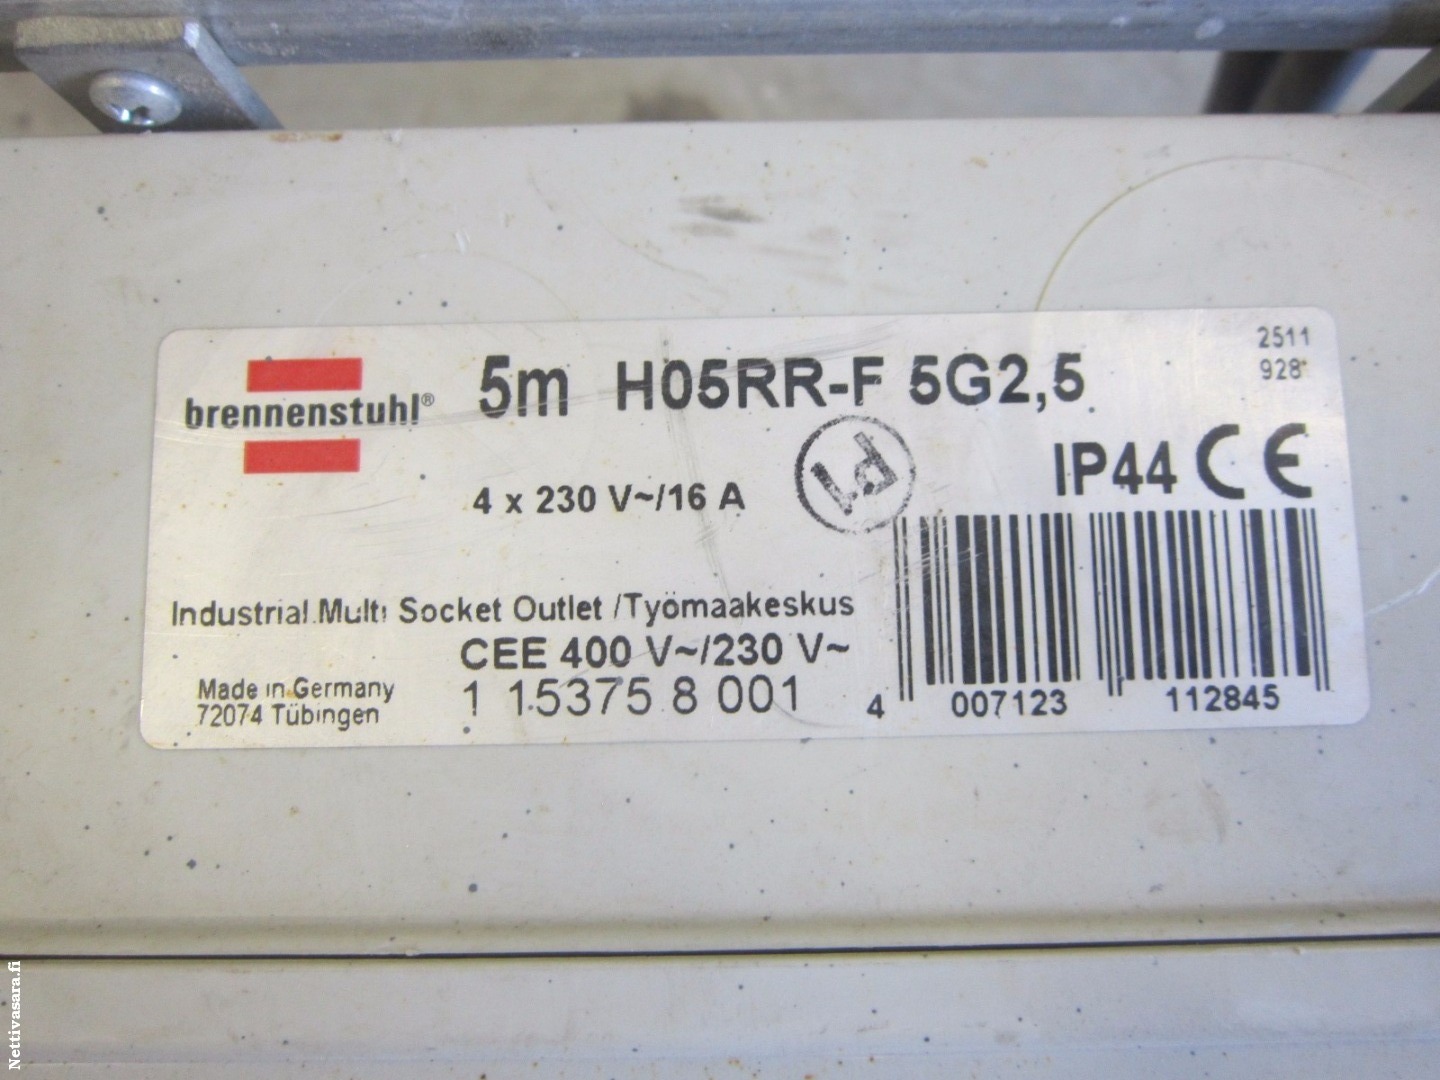 brennenstuhl®
5m H05RR-F 5G2,5
2511
928
4 x 230 V~/16 A
IP44 CE
Industrial Multi Socket Outlet /Työmaakeskus
CEE 400 V~/230 V~
Made in Germany
72074 Tübingen
1 15375 8 001
4 007123 112845
Nettivasara.fi